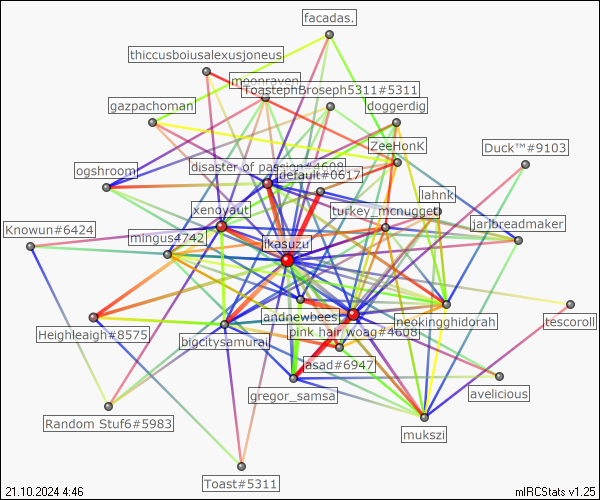 facadas.
thiccusboiusalexusjoneus
moonraven
ToastephBroseph5311#5311
gazpachoman
doggerdig
ZeeHonK
Duck™#9103
ogshroom
disaster of passion#4608
default#0617
xenoyaut
turkey_mcnugget
lahnk
jarlbreadmaker
Knowun#6424
mingus4742
ikasuzu
andnewbees
neokingghidorah
tescoroll
Heighleaigh#8575
bigcitysamurai
pink hair woag#4608
asad#6947
gregor_samsa
avelicious
Random Stuf6#5983
mukszi
Toast#5311
21.10.2024 4:46
mIRCStats v1.25